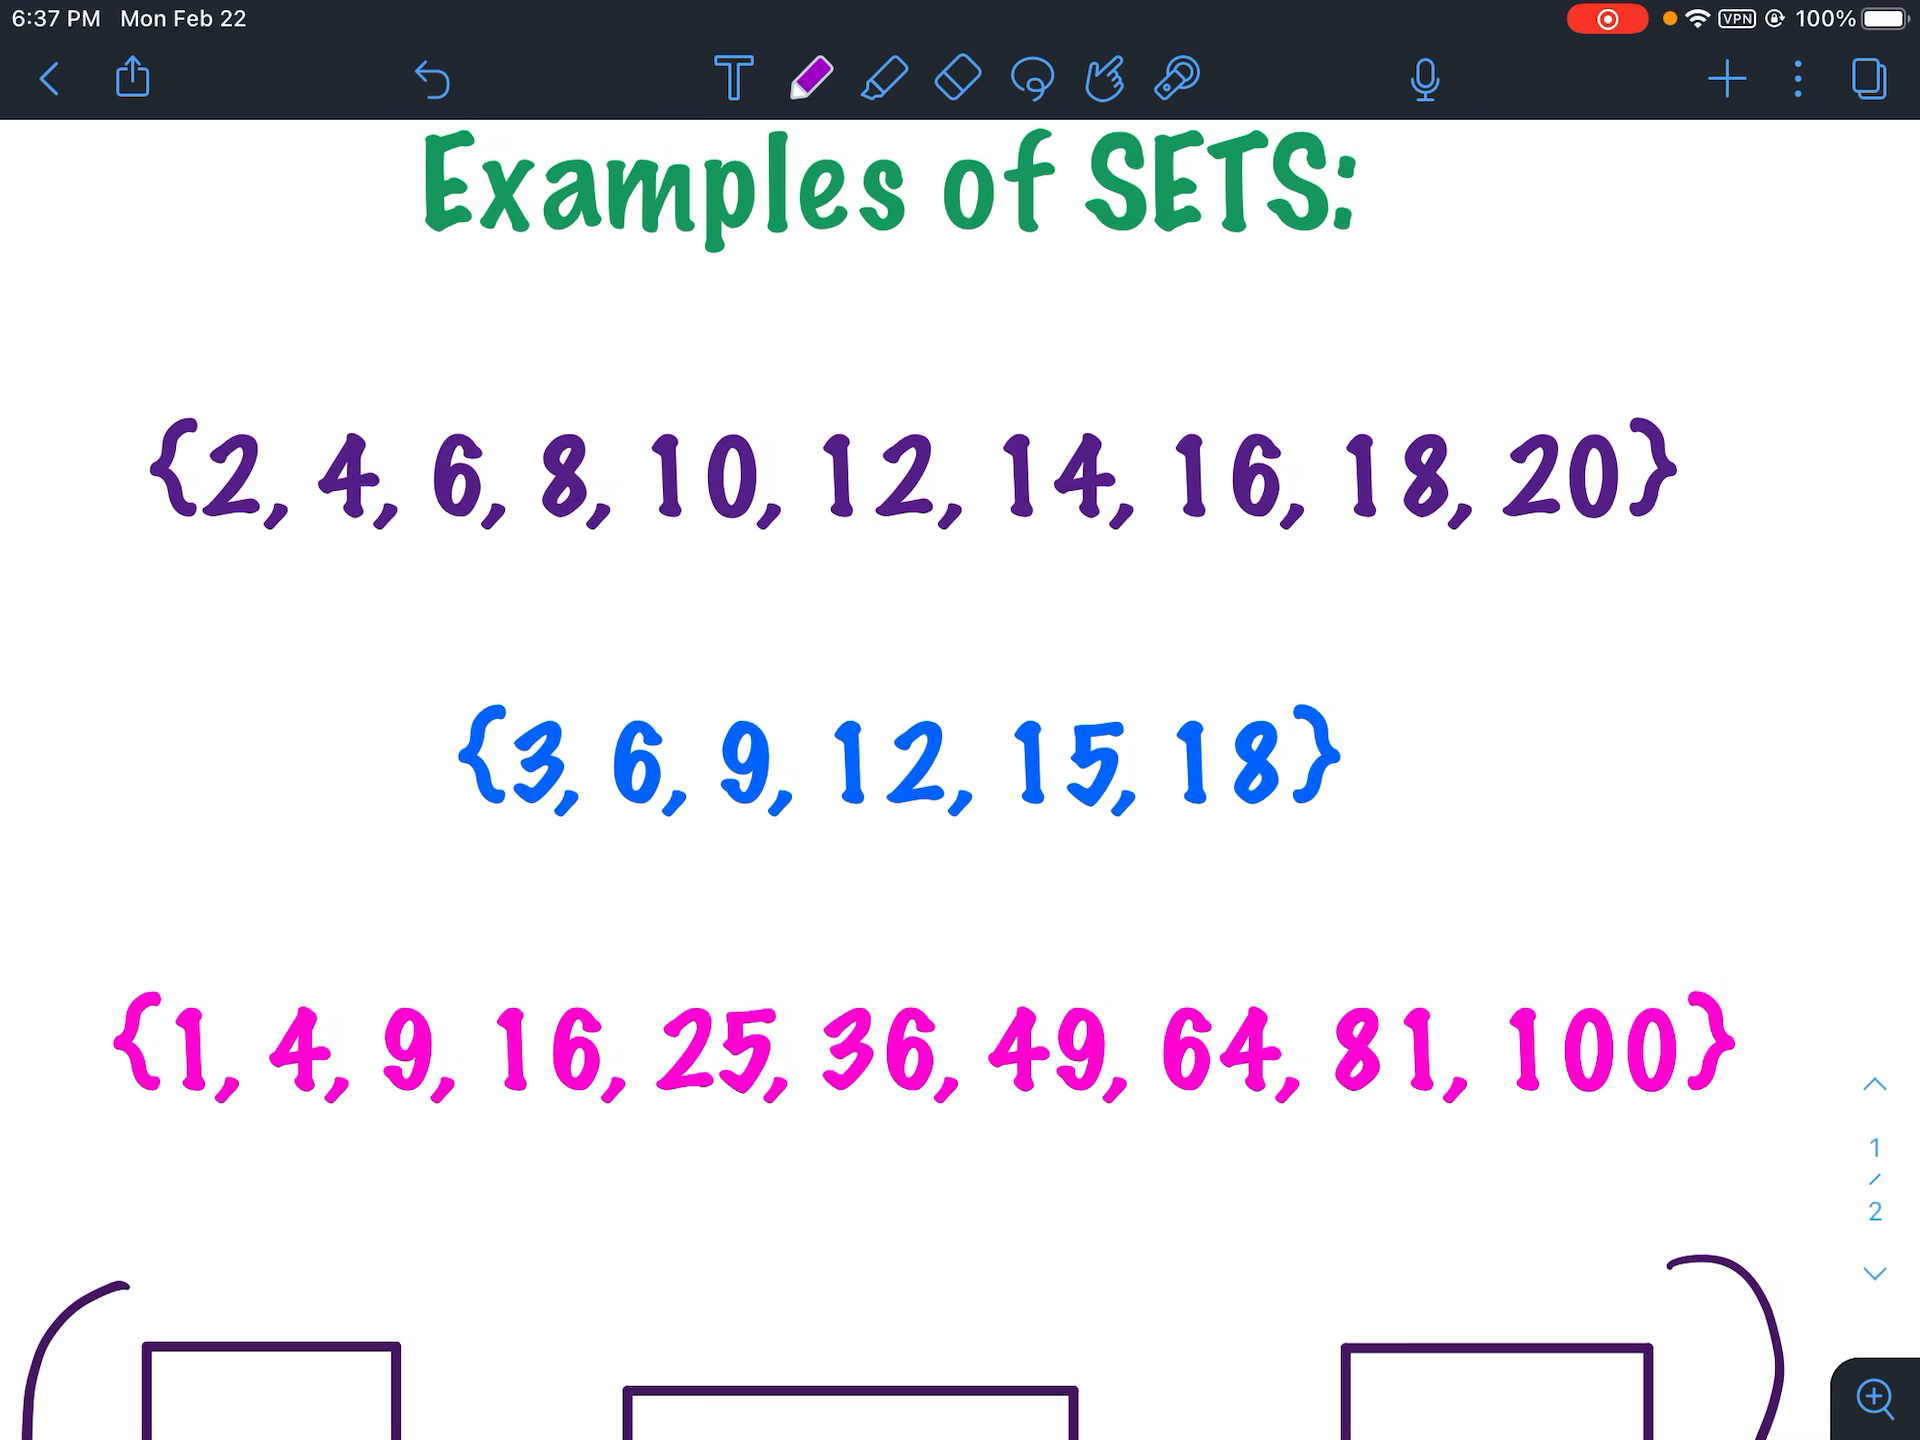 6:37 PM Mon Feb 22 VPN 100%
T
Examples of SETS:
{2, 4, 6, 8, 10, 12, 14, 16, 18, 20}
{3, 6, 9, 12, 15, 18}
{1, 4, 9, 16, 25, 36, 49, 64, 81, 100}
1
/
2